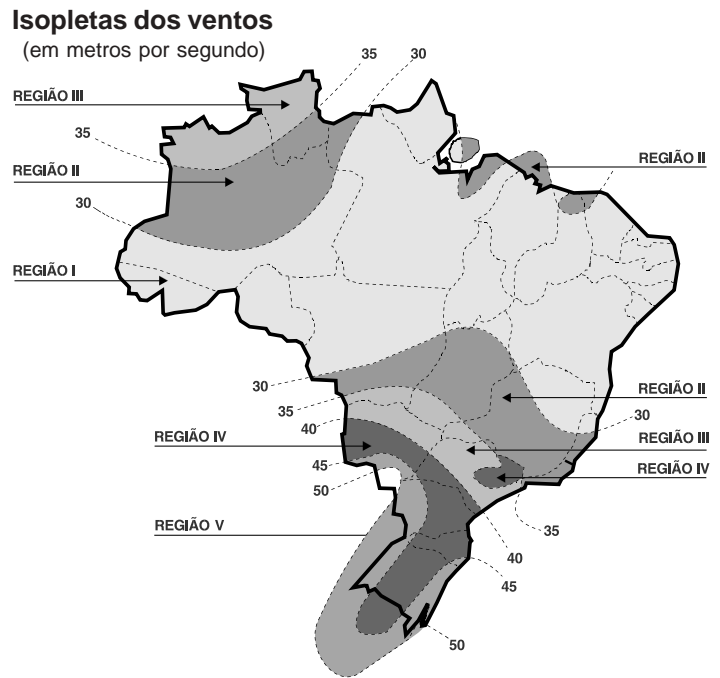 Isopletas dos ventos
(em metros por segundo)
35
30
REGIÃO III
35
REGIÃO II
REGIÃO II
30
REGIÃO I
30
REGIÃO II
35
30
40
REGIÃO IV
REGIÃO III
45
REGIÃO IV
50
REGIÃO V
35
40
45
50